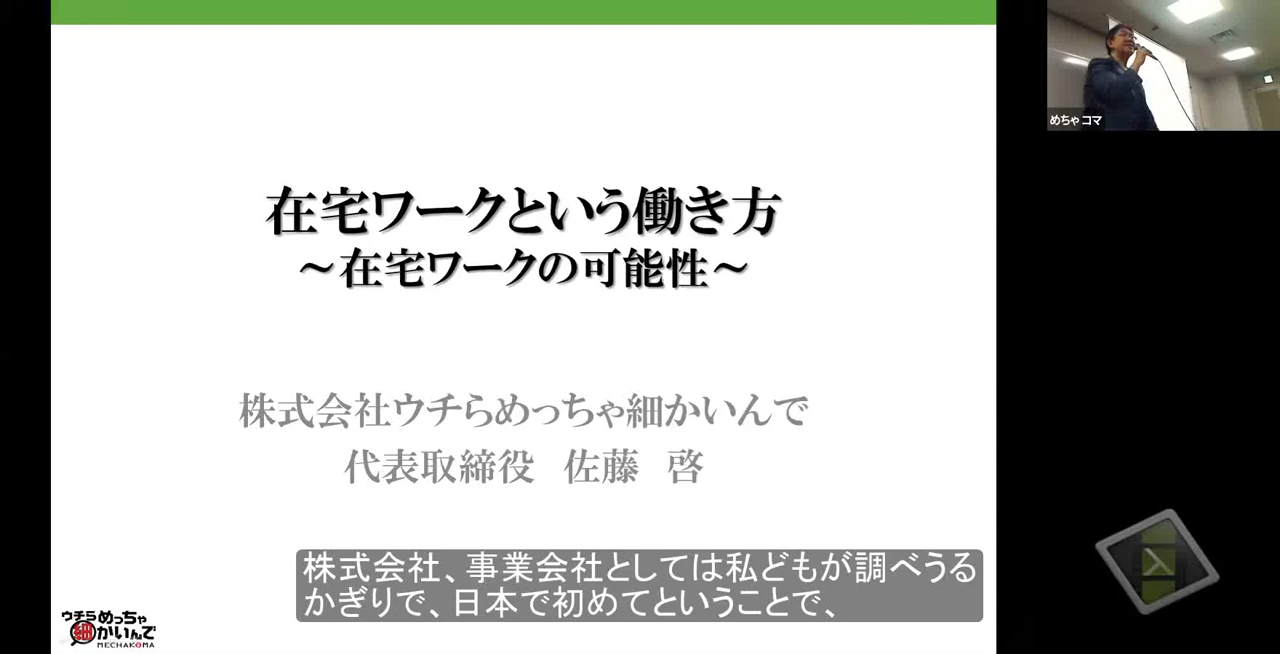 在宅ワークという働き方
～在宅ワークの可能性～
株式会社ウチらめっちゃ細かいんで
代表取締役 佐藤 啓
株式会社、事業会社としては私どもが調べうる
かぎりで、日本で初めてということで、
ウチらめっちゃ
細かいんで
MECHAKOMA
めちゃ コマ